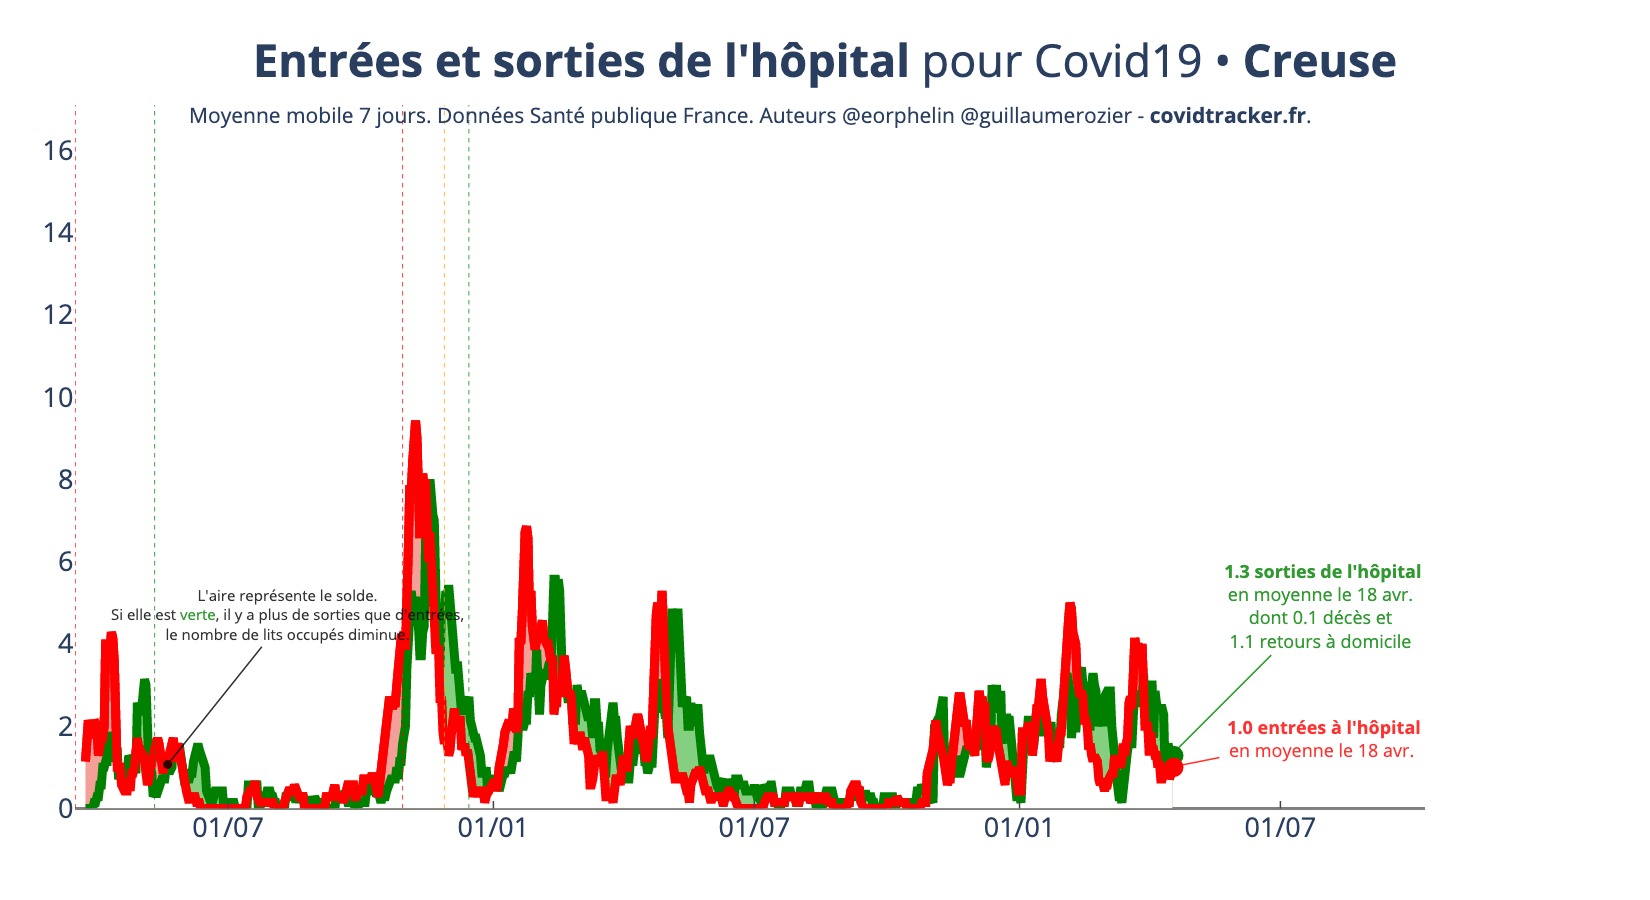 Entrées et sorties de l'hôpital pour Covid19 • Creuse
Moyenne mobile 7 jours. Données Santé publique France. Auteurs @eorphelin @guillaumerozier - covidtracker.fr.
16
14
12
10
8
6
4
2
0
L'aire représente le solde.
Si elle est verte, il y a plus de sorties que d'entrées,
le nombre de lits occupés diminue.
1.3 sorties de l'hôpital
en moyenne le 18 avr.
dont 0.1 décès et
1.1 retours à domicile
1.0 entrées à l'hôpital
en moyenne le 18 avr.
01/07
01/01
01/07
01/01
01/07